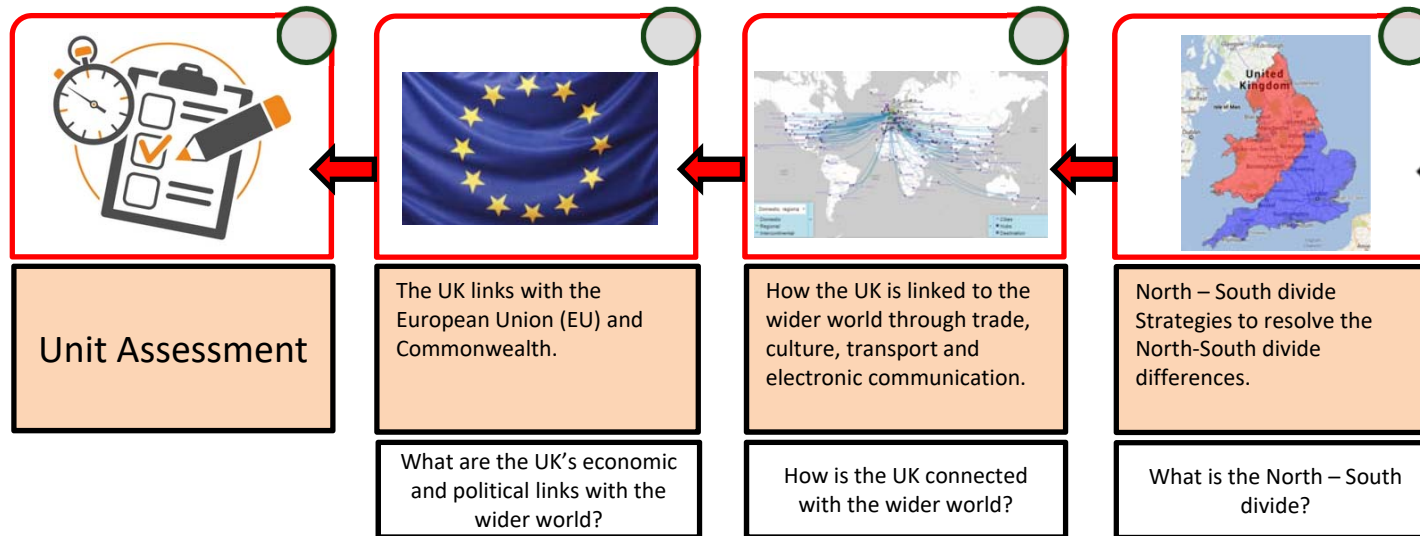 United
Kingdom
Unit Assessment
The UK links with the
European Union (EU) and
Commonwealth.
How the UK is linked to the
wider world through trade,
culture, transport and
electronic communication.
North – South divide
Strategies to resolve the
North-South divide
differences.
What are the UK’s economic
and political links with the
wider world?
How is the UK connected
with the wider world?
What is the North – South
divide?